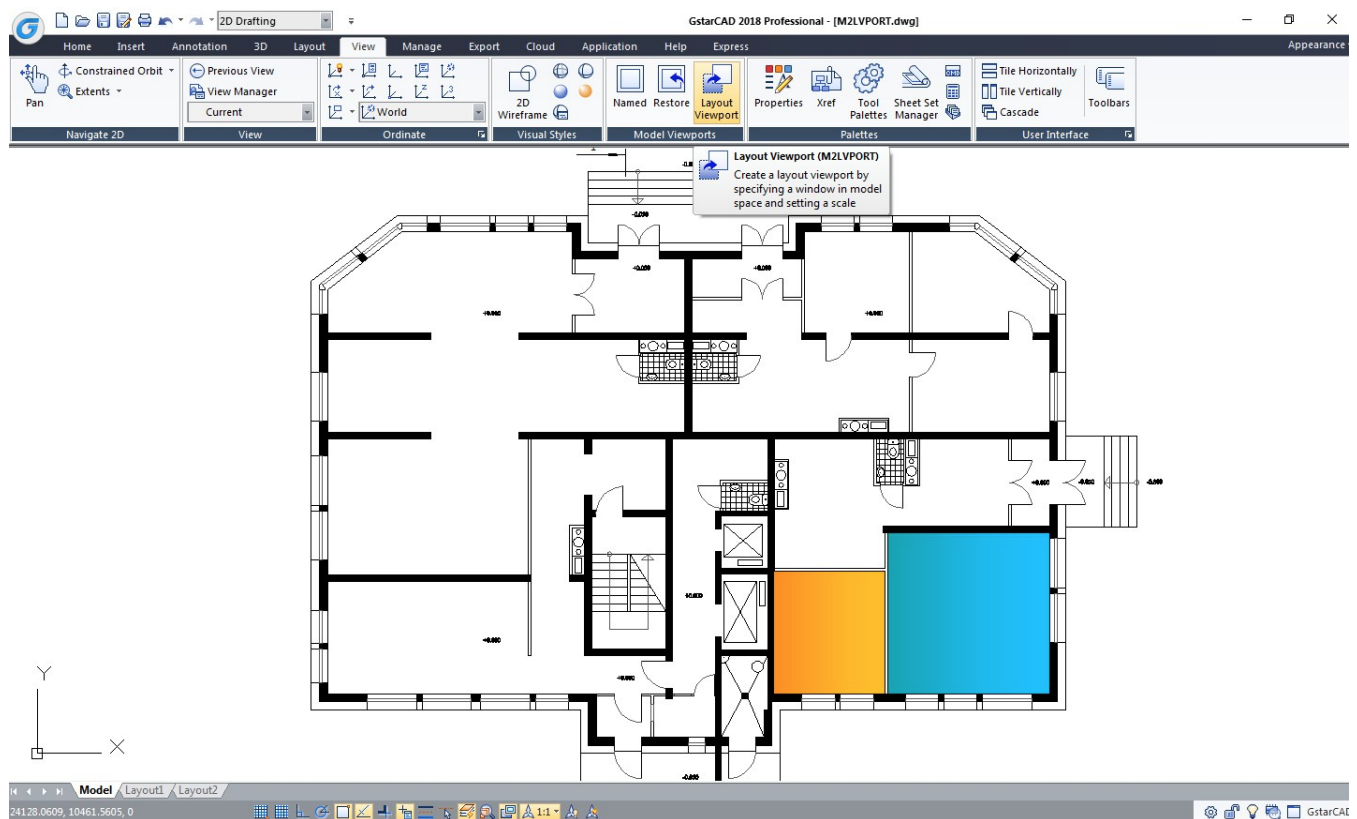 2D Drafting
GstarCAD 2018 Professional - [M2LVPORT.dwg]
Home Insert Annotation 3D Layout View Manage Export Cloud Application Help Express Appearance
Pan
Constrained Orbit
Extents
Navigate 2D
Previous View
View Manager
Current
View
World
Ordinate
2D
Wireframe
Visual Styles
Named Restore Layout
Viewport
Model Viewports
Properties Xref Tool
Palettes Sheet Set
Manager
Palettes
Tile Horizontally
Tile Vertically
Cascade
Toolbars
User Interface
Layout Viewport (M2LVPORT)
Create a layout viewport by
specifying a window in model
space and setting a scale
Y
X
Model Layout1 Layout2
24128.0609, 10461.5605, 0
1:1
GstarCAD